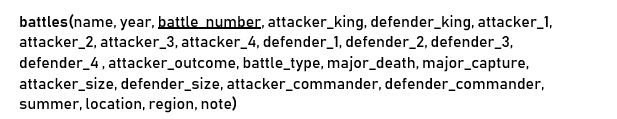 battles(name, year, battle_number, attacker_king, defender_king, attacker_1,
attacker_2, attacker_3, attacker_4, defender_1, defender_2, defender_3,
defender_4 , attacker_outcome, battle_type, major_death, major_capture,
attacker_size, defender_size, attacker_commander, defender_commander,
summer, location, region, note)